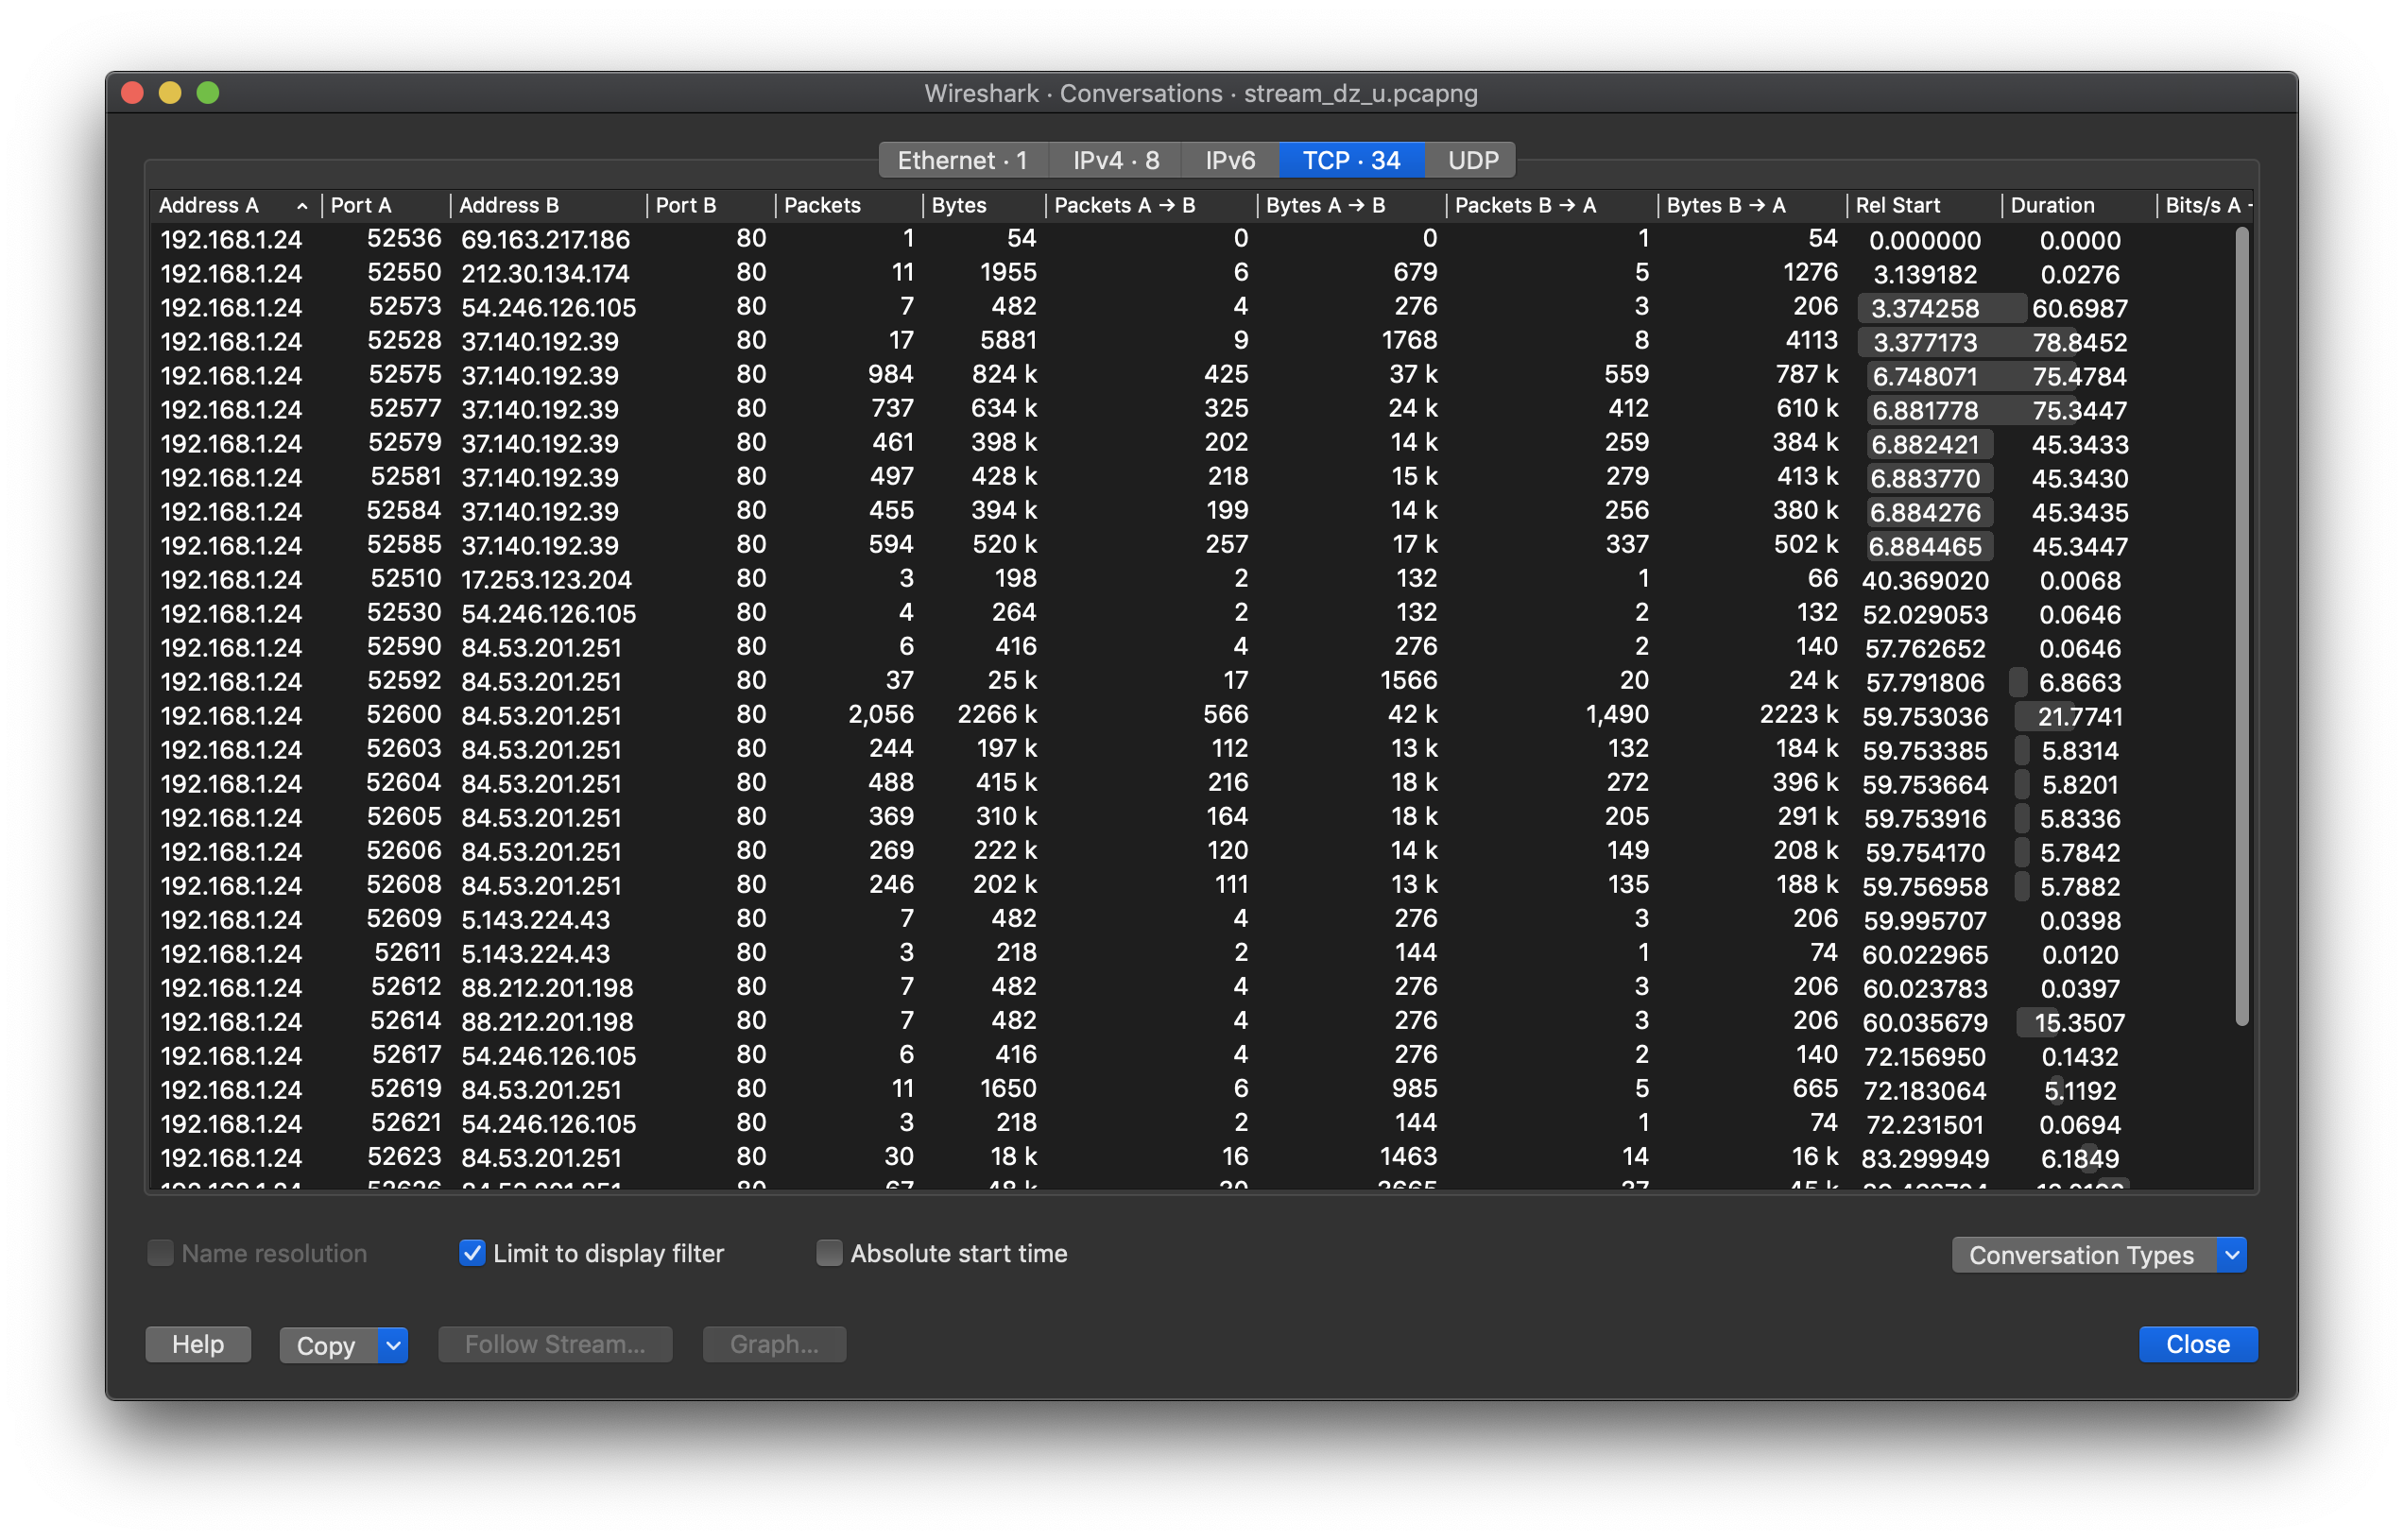 Wireshark · Conversations · stream_dz_u.pcapng
Ethernet · 1 IPv4 · 8 IPv6 TCP · 34 UDP
Address A Port A Address B Port B Packets Bytes Packets A → B Bytes A → B Packets B → A Bytes B → A Rel Start Duration Bits/s A
192.168.1.24 52536 69.163.217.186 80 1 54 0 0 1 54 0.000000 0.0000
192.168.1.24 52550 212.30.134.174 80 11 1955 6 679 5 1276 3.139182 0.0276
192.168.1.24 52573 54.246.126.105 80 7 482 4 276 3 206 3.374258 60.6987
192.168.1.24 52528 37.140.192.39 80 17 5881 9 1768 8 4113 3.377173 78.8452
192.168.1.24 52575 37.140.192.39 80 984 824 k 425 37 k 559 787 k 6.748071 75.4784
192.168.1.24 52577 37.140.192.39 80 737 634 k 325 24 k 412 610 k 6.881778 75.3447
192.168.1.24 52579 37.140.192.39 80 461 398 k 202 14 k 259 384 k 6.882421 45.3433
192.168.1.24 52581 37.140.192.39 80 497 428 k 218 15 k 279 413 k 6.883770 45.3430
192.168.1.24 52584 37.140.192.39 80 455 394 k 199 14 k 256 380 k 6.884276 45.3435
192.168.1.24 52585 37.140.192.39 80 594 520 k 257 17 k 337 502 k 6.884465 45.3447
192.168.1.24 52510 17.253.123.204 80 3 198 2 132 1 66 40.369020 0.0068
192.168.1.24 52530 54.246.126.105 80 4 264 2 132 2 132 52.029053 0.0646
192.168.1.24 52590 84.53.201.251 80 6 416 4 276 2 140 57.762652 0.0646
192.168.1.24 52592 84.53.201.251 80 37 25 k 17 1566 20 24 k 57.791806 6.8663
192.168.1.24 52600 84.53.201.251 80 2,056 2266 k 566 42 k 1,490 2223 k 59.753036 21.7741
192.168.1.24 52603 84.53.201.251 80 244 197 k 112 13 k 132 184 k 59.753385 5.8314
192.168.1.24 52604 84.53.201.251 80 488 415 k 216 18 k 272 396 k 59.753664 5.8201
192.168.1.24 52605 84.53.201.251 80 369 310 k 164 18 k 205 291 k 59.753916 5.8336
192.168.1.24 52606 84.53.201.251 80 269 222 k 120 14 k 149 208 k 59.754170 5.7842
192.168.1.24 52608 84.53.201.251 80 246 202 k 111 13 k 135 188 k 59.756958 5.7882
192.168.1.24 52609 5.143.224.43 80 7 482 4 276 3 206 59.995707 0.0398
192.168.1.24 52611 5.143.224.43 80 3 218 2 144 1 74 60.022965 0.0120
192.168.1.24 52612 88.212.201.198 80 7 482 4 276 3 206 60.023783 0.0397
192.168.1.24 52614 88.212.201.198 80 7 482 4 276 3 206 60.035679 15.3507
192.168.1.24 52617 54.246.126.105 80 6 416 4 276 2 140 72.156950 0.1432
192.168.1.24 52619 84.53.201.251 80 11 1650 6 985 5 665 72.183064 5.1192
192.168.1.24 52621 54.246.126.105 80 3 218 2 144 1 74 72.231501 0.0694
192.168.1.24 52623 84.53.201.251 80 30 18 k 16 1463 14 16 k 83.299949 6.1849
Name resolution Limit to display filter Absolute start time Conversation Types
Help Copy Follow Stream... Graph... Close